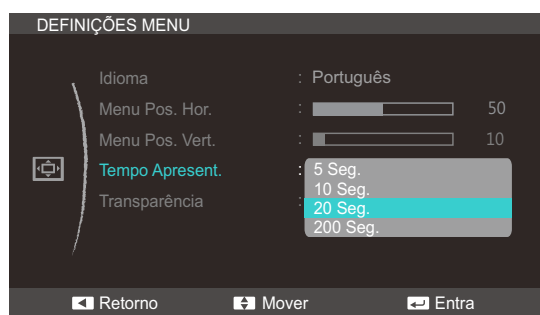 DEFINIÇÕES MENU
Idioma : Português
Menu Pos. Hor. : 50
Menu Pos. Vert. : 10
Tempo Apresent. : 5 Seg.
10 Seg.
Transparência : 20 Seg.
200 Seg.
Retorno Mover Entra